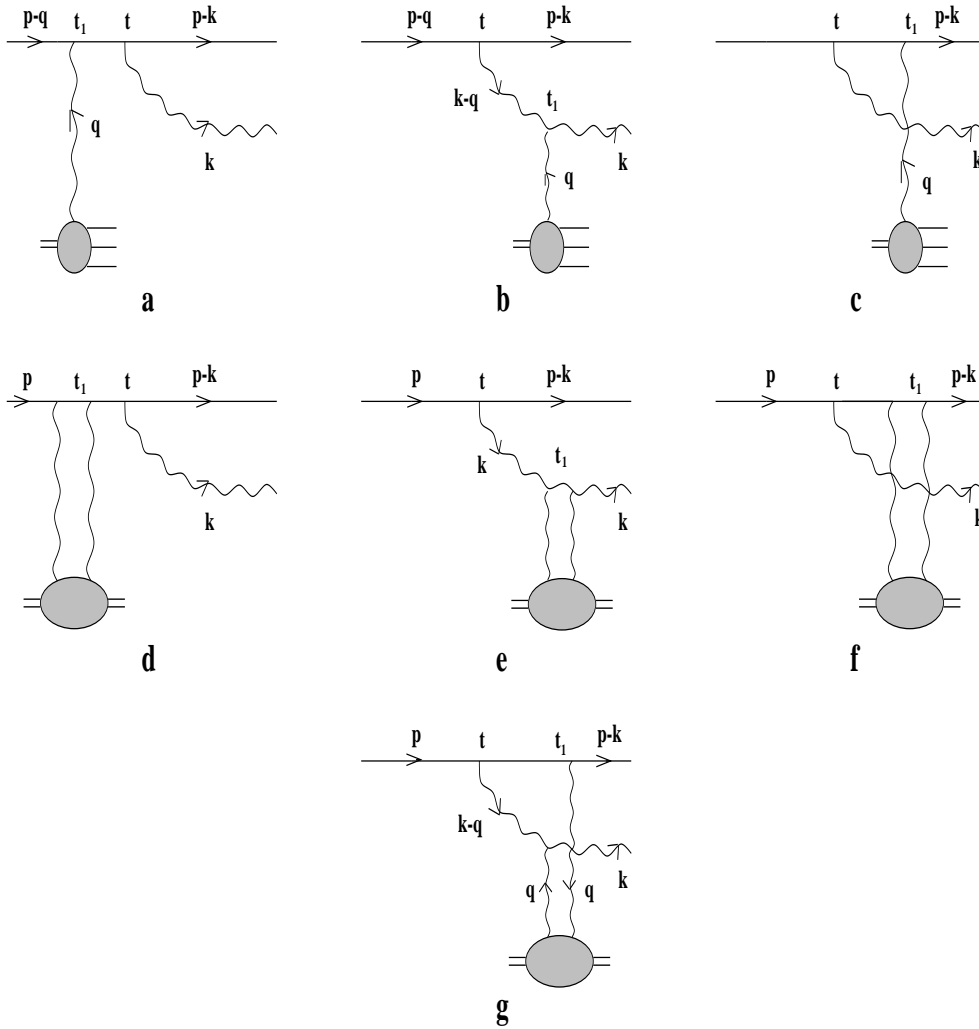 p-q t₁ t p-k
q
k
a
p-q t p-k
k-q t₁
q
k
b
t t₁ p-k
k
q
c
p t₁ t p-k
k
d
p t p-k
k t₁
k
e
p t t₁ p-k
k
f
p t t₁ p-k
k-q
k
q q
g